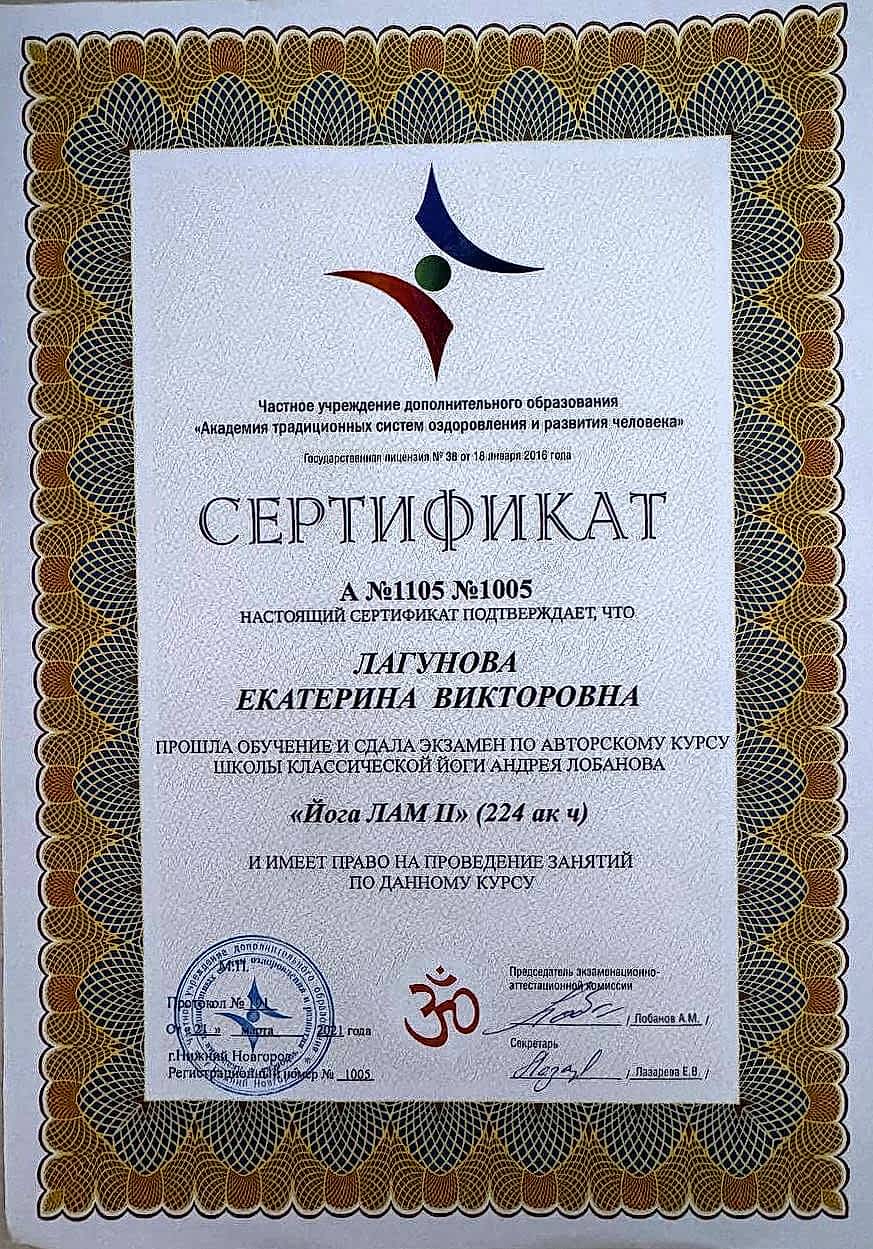 Частное учреждение дополнительного образования
«Академия традиционных систем оздоровления и развития человека»
Государственная лицензия № 38 от 18 января 2016 года
СЕРТИФИКАТ
А №1105 №1005
НАСТОЯЩИЙ СЕРТИФИКАТ ПОДТВЕРЖДАЕТ, ЧТО
ЛАГУНОВА
ЕКАТЕРИНА ВИКТОРОВНА
ПРОШЛА ОБУЧЕНИЕ И СДАЛА ЭКЗАМЕН ПО АВТОРСКОМУ КУРСУ
ШКОЛЫ КЛАССИЧЕСКОЙ ЙОГИ АНДРЕЯ ЛОБАНОВА
«Йога ЛАМ II» (224 ак ч)
И ИМЕЕТ ПРАВО НА ПРОВЕДЕНИЕ ЗАНЯТИЙ
ПО ДАННОМУ КУРСУ
М.П.
Протокол № 191
От « 21 » марта 2021 года
г.Нижний Новгород
Регистрационный номер № 1005
ॐ
Председатель экзаменационно-
аттестационной комиссии
/ Лобанов А.М. /
Секретарь
/ Лазарева Е.В. /